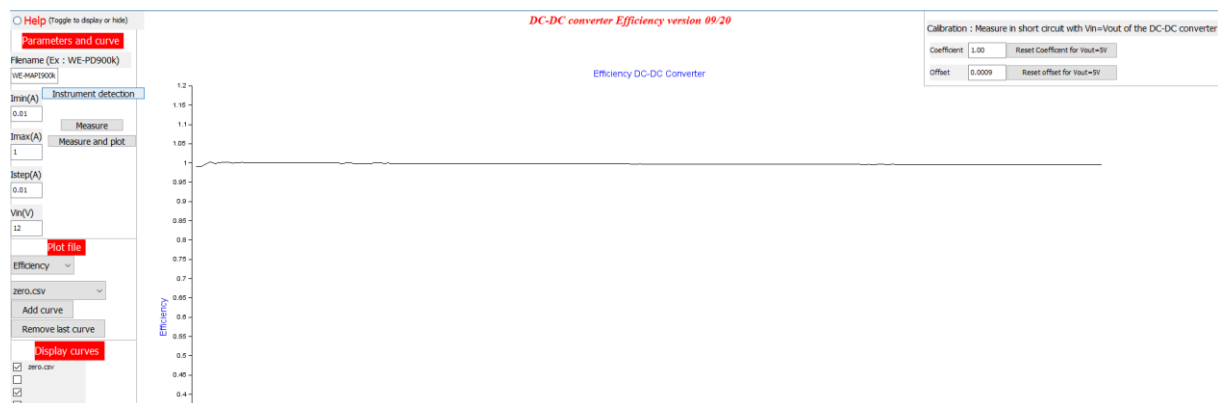 Help (Toggle to display or hide)
DC-DC converter Efficiency version 09/20
Calibration : Measure in short circuit with Vin=Vout of the DC-DC converter
Coefficient 1.00 Reset Coefficent for Vout=5V
Offset 0.0009 Reset offset for Vout=5V
Parameters and curve
Filename (Ex : WE-PD900k)
WE-MAPI900k
Instrument detection
Imin(A)
0.01
Measure
Imax(A)
Measure and plot
1
Istep(A)
0.01
Vin(V)
12
Plot file
Efficiency
zero.csv
Add curve
Remove last curve
Display curves
zero.csv
Efficiency DC-DC Converter
1.2
1.15
1.1
1.05
1
0.95
0.9
0.85
0.8
0.75
0.7
0.65
0.6
0.55
0.5
0.45
0.4
Efficiency